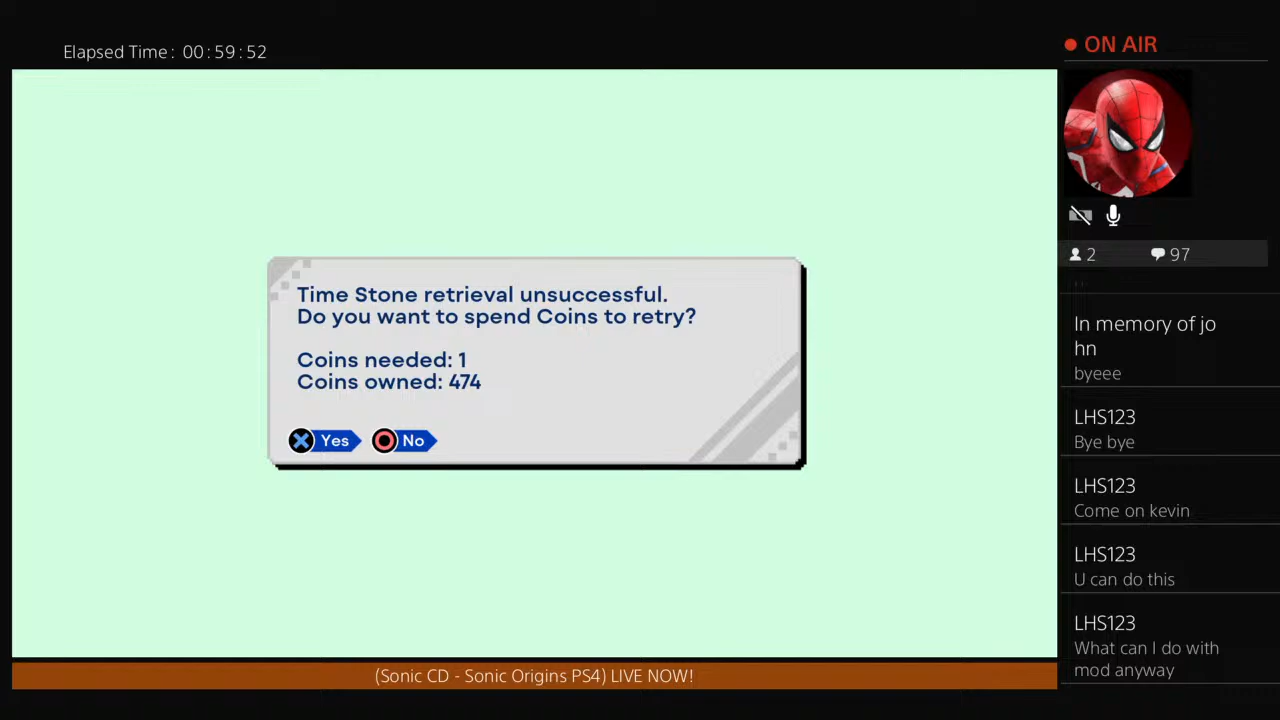 Elapsed Time: 00:59:52
ON AIR
Time Stone retrieval unsuccessful.
Do you want to spend Coins to retry?
Coins needed: 1
Coins owned: 474
Yes
No
2
97
In memory of jo
hn
byeee
LHS123
Bye bye
LHS123
Come on kevin
LHS123
U can do this
LHS123
What can I do with
mod anyway
(Sonic CD - Sonic Origins PS4) LIVE NOW!